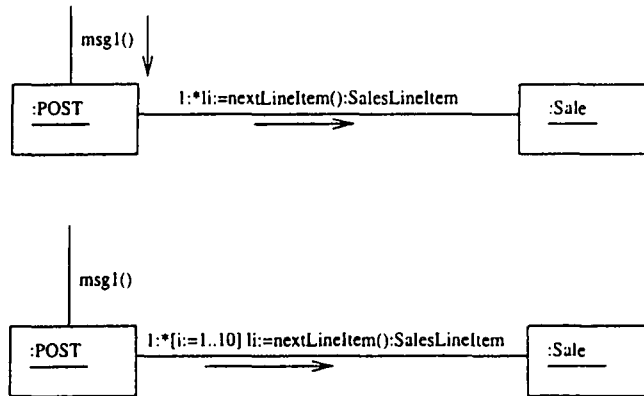 msg1()
:POST
1:*li:=nextLineItem():SalesLineItem
:Sale
msg1()
:POST
1:*[i:=1..10] li:=nextLineItem():SalesLineItem
:Sale